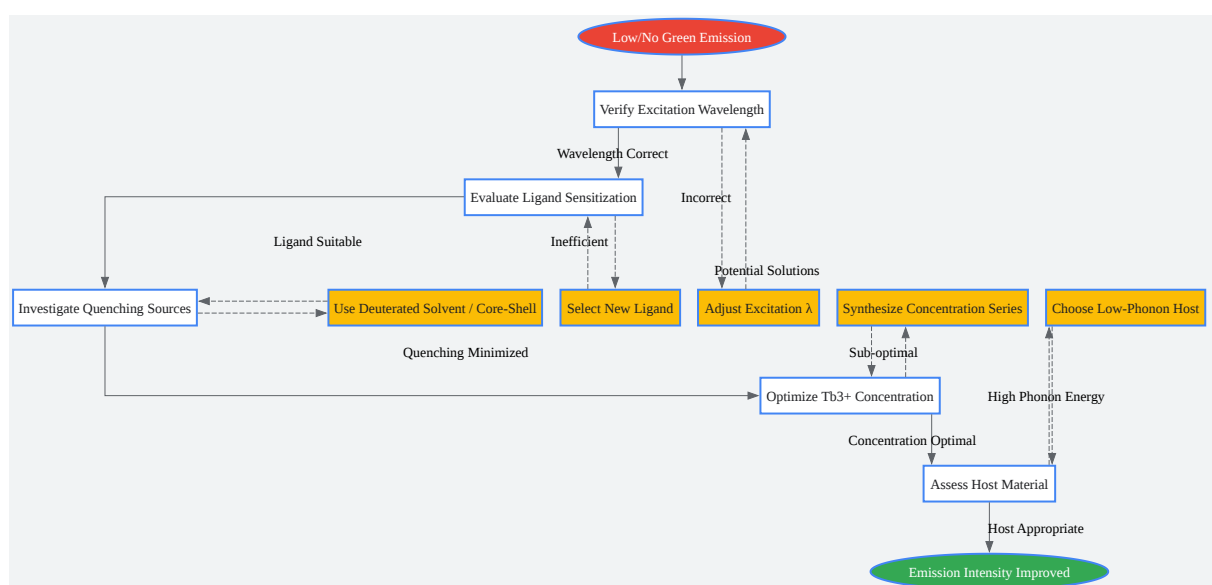 Low/No Green Emission
Verify Excitation Wavelength
Wavelength Correct
Evaluate Ligand Sensitization
Incorrect
Ligand Suitable
Inefficient
Potential Solutions
Investigate Quenching Sources
Use Deuterated Solvent / Core-Shell
Select New Ligand
Adjust Excitation λ
Synthesize Concentration Series
Choose Low-Phonon Host
Quenching Minimized
Sub-optimal
Optimize Tb3+ Concentration
High Phonon Energy
Concentration Optimal
Assess Host Material
Host Appropriate
Emission Intensity Improved